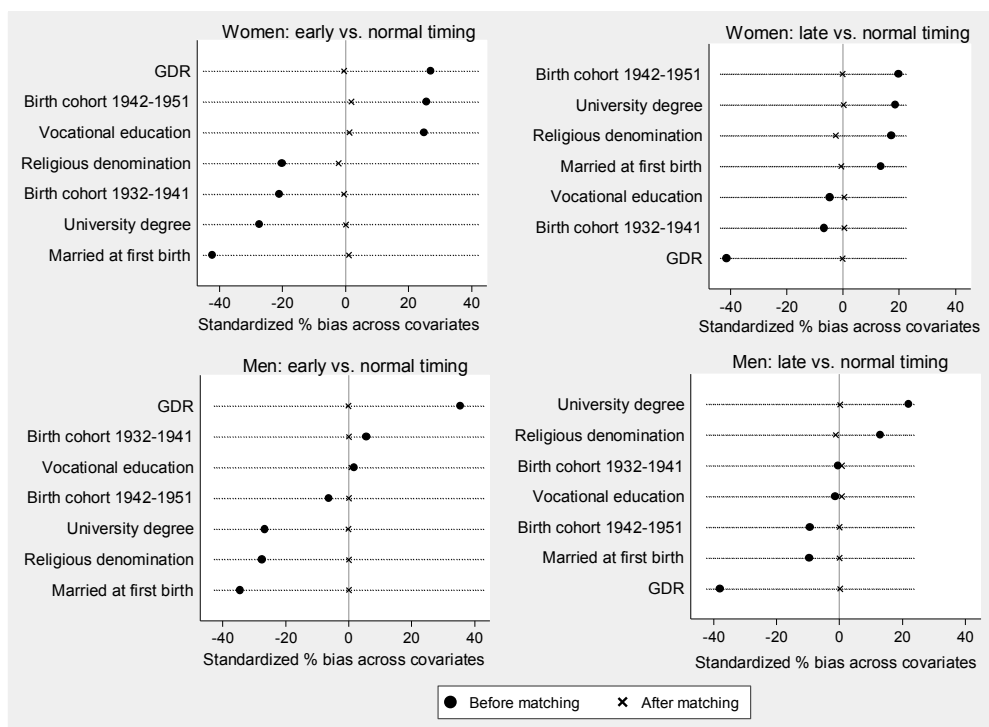 Women: early vs. normal timing
GDR
Birth cohort 1942-1951
Vocational education
Religious denomination
Birth cohort 1932-1941
University degree
Married at first birth
-40 -20 0 20 40
Standardized % bias across covariates
Women: late vs. normal timing
Birth cohort 1942-1951
University degree
Religious denomination
Married at first birth
Vocational education
Birth cohort 1932-1941
GDR
-40 -20 0 20 40
Standardized % bias across covariates
Men: early vs. normal timing
GDR
Birth cohort 1932-1941
Vocational education
Birth cohort 1942-1951
University degree
Religious denomination
Married at first birth
-40 -20 0 20 40
Standardized % bias across covariates
Men: late vs. normal timing
University degree
Religious denomination
Birth cohort 1932-1941
Vocational education
Birth cohort 1942-1951
Married at first birth
GDR
-40 -20 0 20 40
Standardized % bias across covariates
Before matching After matching